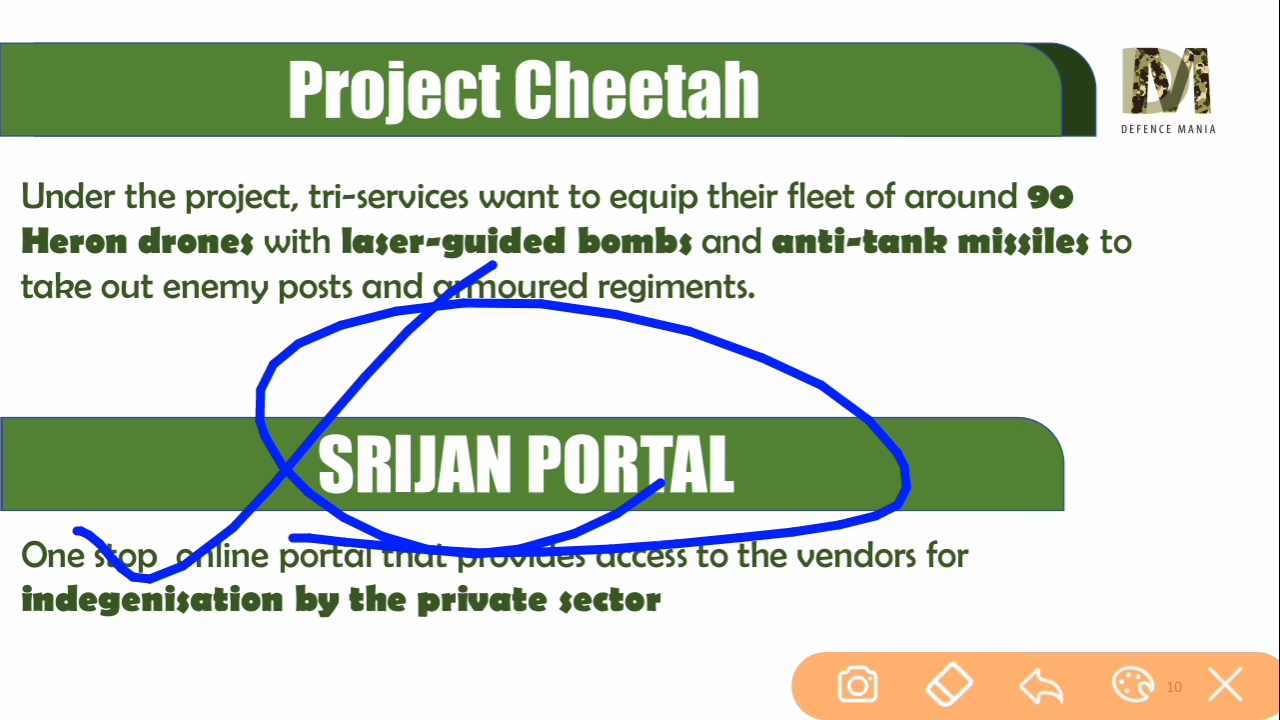 Project Cheetah
DM
DEFENCE MANIA
Under the project, tri-services want to equip their fleet of around 90
Heron drones with laser-guided bombs and anti-tank missiles to
take out enemy posts and armoured regiments.
SRIJAN PORTAL
One stop online portal that provides access to the vendors for
indegenisation by the private sector
10